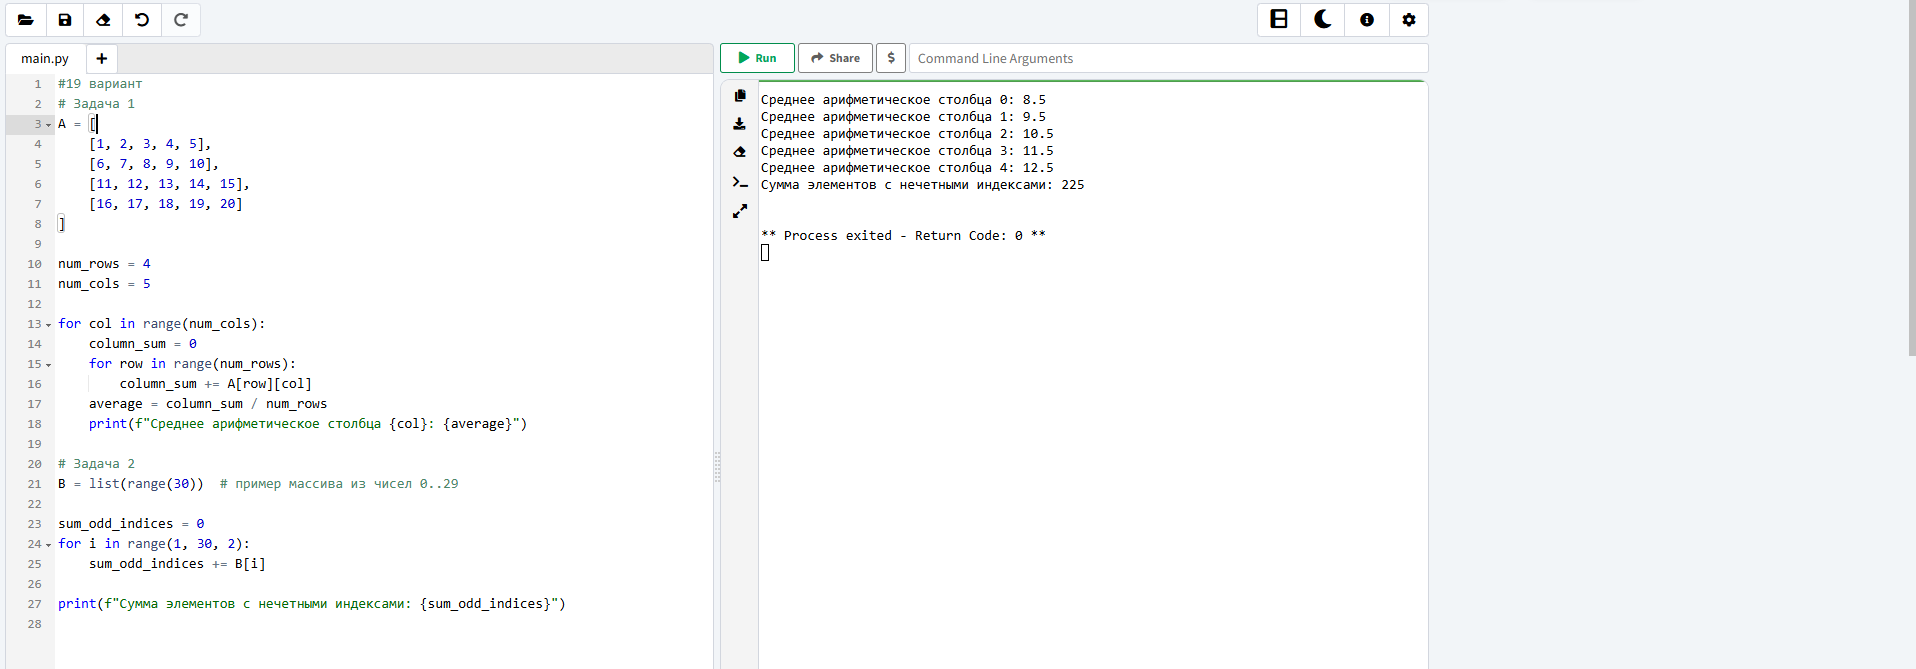 main.py
+
Run
Share
$
Command Line Arguments
1 #19 вариант
2 # Задача 1
3 A = [
4     [1, 2, 3, 4, 5],
5     [6, 7, 8, 9, 10],
6     [11, 12, 13, 14, 15],
7     [16, 17, 18, 19, 20]
8 ]
9
10 num_rows = 4
11 num_cols = 5
12
13 for col in range(num_cols):
14     column_sum = 0
15     for row in range(num_rows):
16         column_sum += A[row][col]
17     average = column_sum / num_rows
18     print(f"Среднее арифметическое столбца {col}: {average}")
19
20 # Задача 2
21 B = list(range(30))  # пример массива из чисел 0..29
22
23 sum_odd_indices = 0
24 for i in range(1, 30, 2):
25     sum_odd_indices += B[i]
26
27 print(f"Сумма элементов с нечетными индексами: {sum_odd_indices}")
28
Среднее арифметическое столбца 0: 8.5
Среднее арифметическое столбца 1: 9.5
Среднее арифметическое столбца 2: 10.5
Среднее арифметическое столбца 3: 11.5
Среднее арифметическое столбца 4: 12.5
Сумма элементов с нечетными индексами: 225
** Process exited - Return Code: 0 **